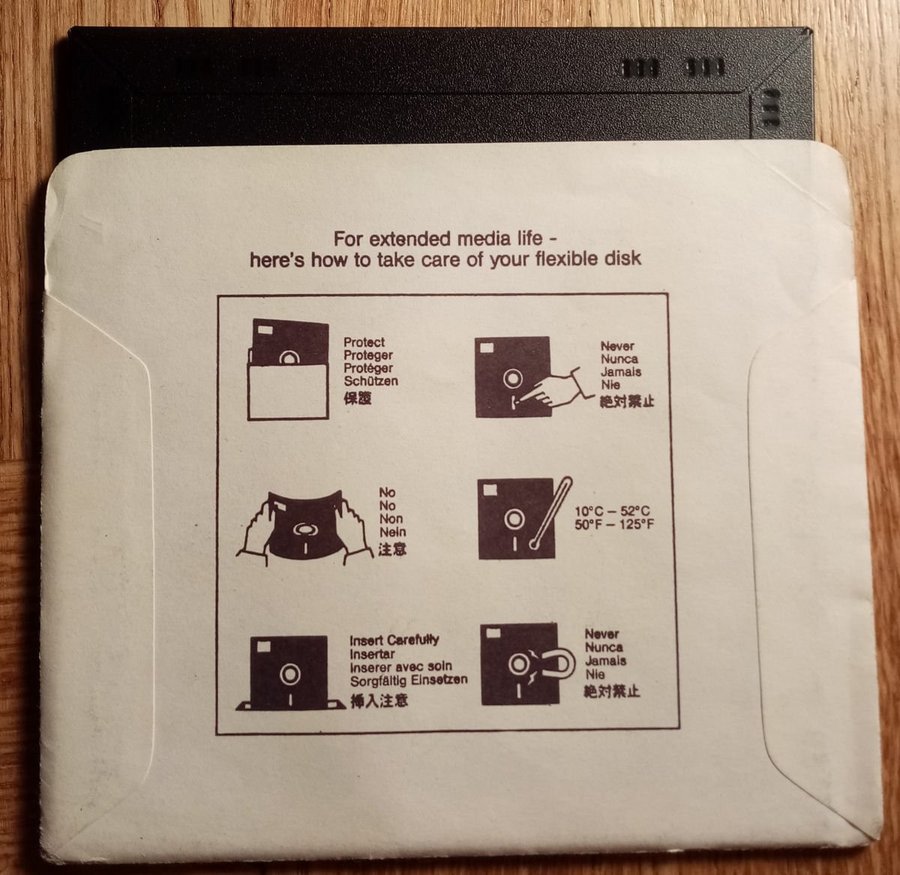 For extended media life -
here's how to take care of your flexible disk
Protect
Proteger
Protéger
Schützen
保護
Never
Nunca
Jamais
Nie
絶対禁止
No
No
Non
Nein
注意
10°C – 52°C
50°F – 125°F
Insert Carefully
Insertar
Inserer avec soin
Sorgfältig Einsetzen
挿入注意
Never
Nunca
Jamais
Nie
絶対禁止